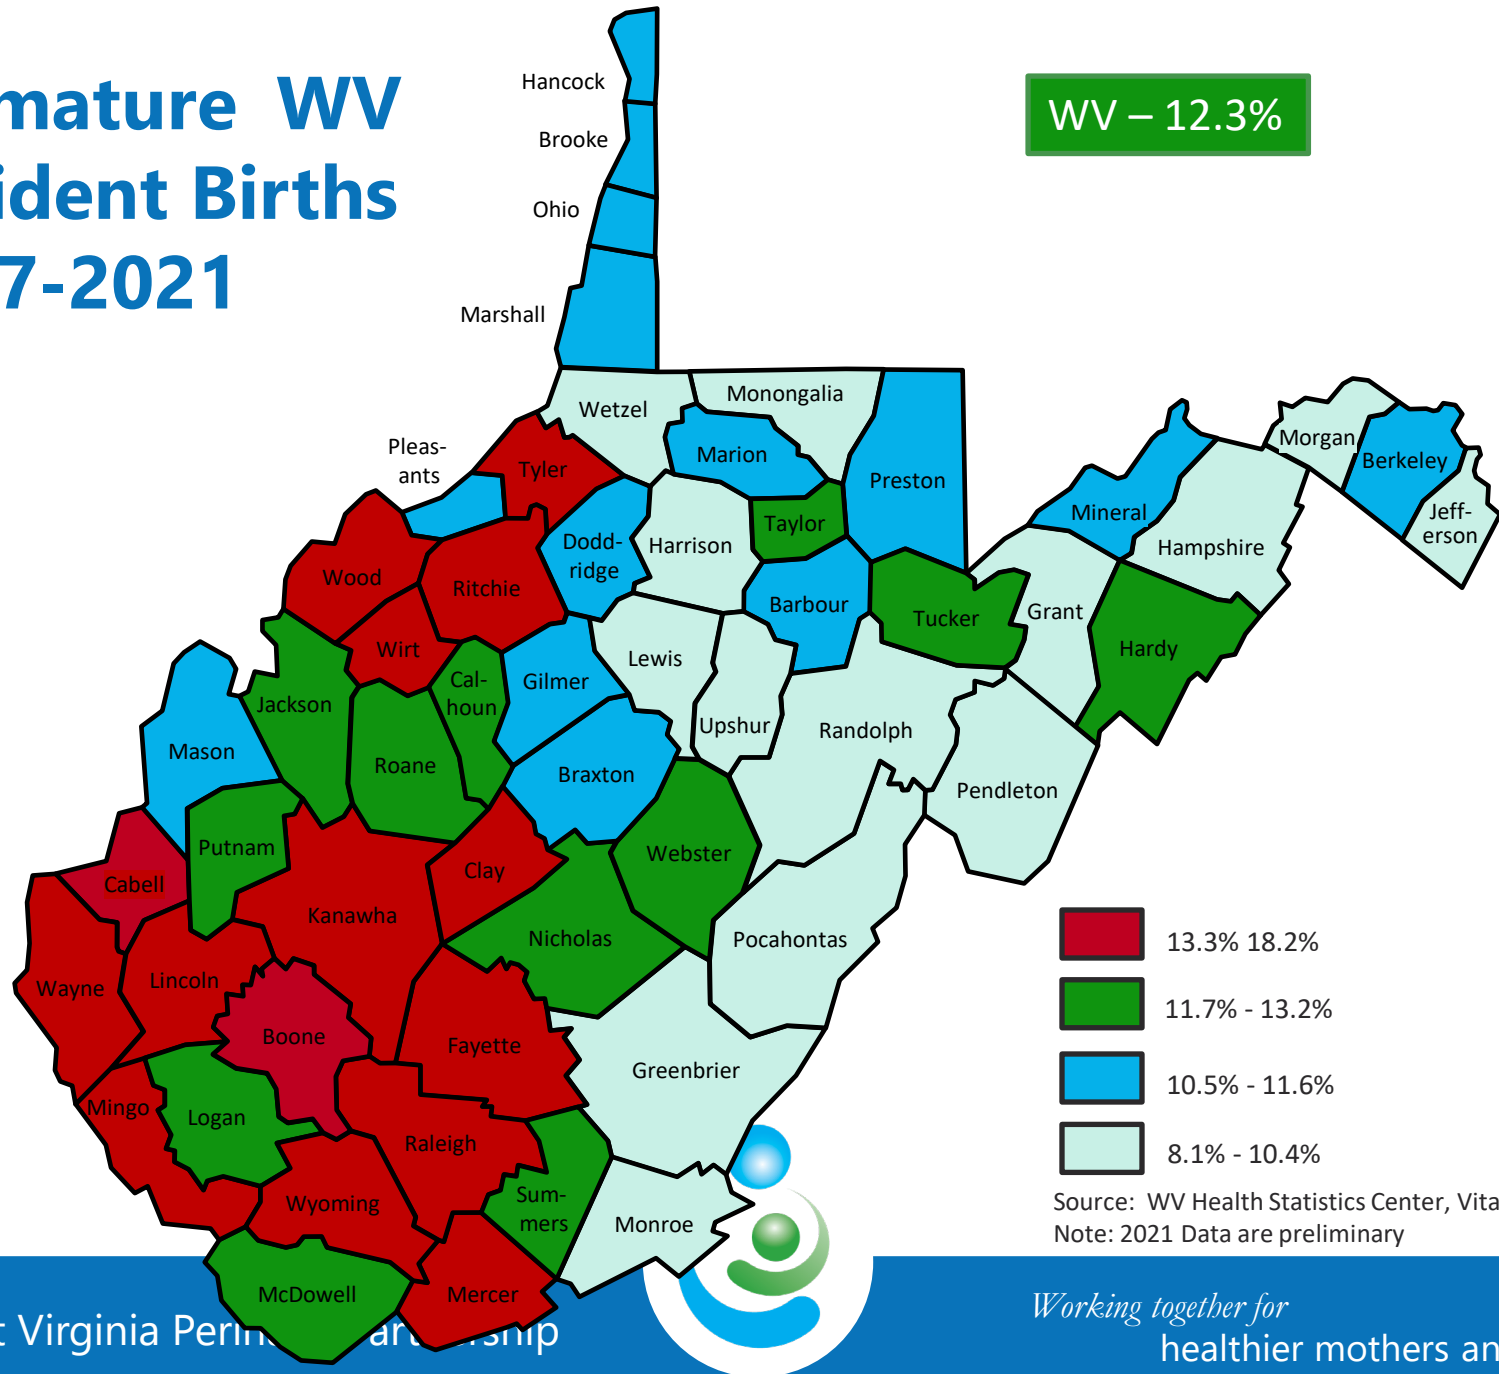 mature WV
ident Births
7-2021
WV – 12.3%
Hancock
Brooke
Ohio
Marshall
Wetzel
Monongalia
Marion
Preston
Pleas-
ants
Tyler
Taylor
Dodd-
ridge
Harrison
Wood
Ritchie
Barbour
Tucker
Mineral
Hampshire
Morgan
Berkeley
Jeff-
erson
Grant
Hardy
Wirt
Cal-
houn
Gilmer
Lewis
Upshur
Randolph
Pendleton
Jackson
Mason
Roane
Braxton
Putnam
Cabell
Clay
Webster
Kanawha
Nicholas
Pocahontas
Wayne
Lincoln
Boone
Fayette
Greenbrier
Mingo
Logan
Raleigh
Wyoming
Sum-
mers
Monroe
McDowell
Mercer
13.3% 18.2%
11.7% - 13.2%
10.5% - 11.6%
8.1% - 10.4%
Source: WV Health Statistics Center, Vita
Note: 2021 Data are preliminary
t Virginia
Working together for
healthier mothers an